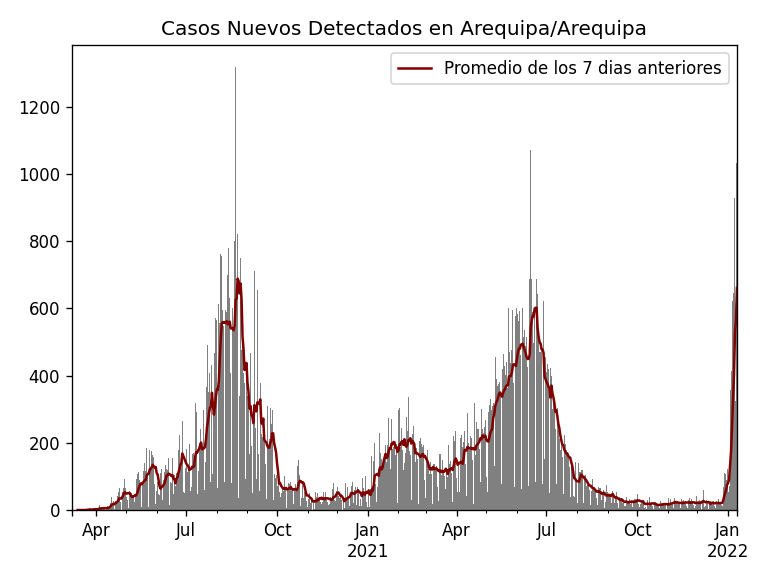 Casos Nuevos Detectados en Arequipa/Arequipa
Promedio de los 7 dias anteriores
1200
1000
800
600
400
200
0
Apr Jul Oct Jan Apr Jul Oct Jan
2021 2022